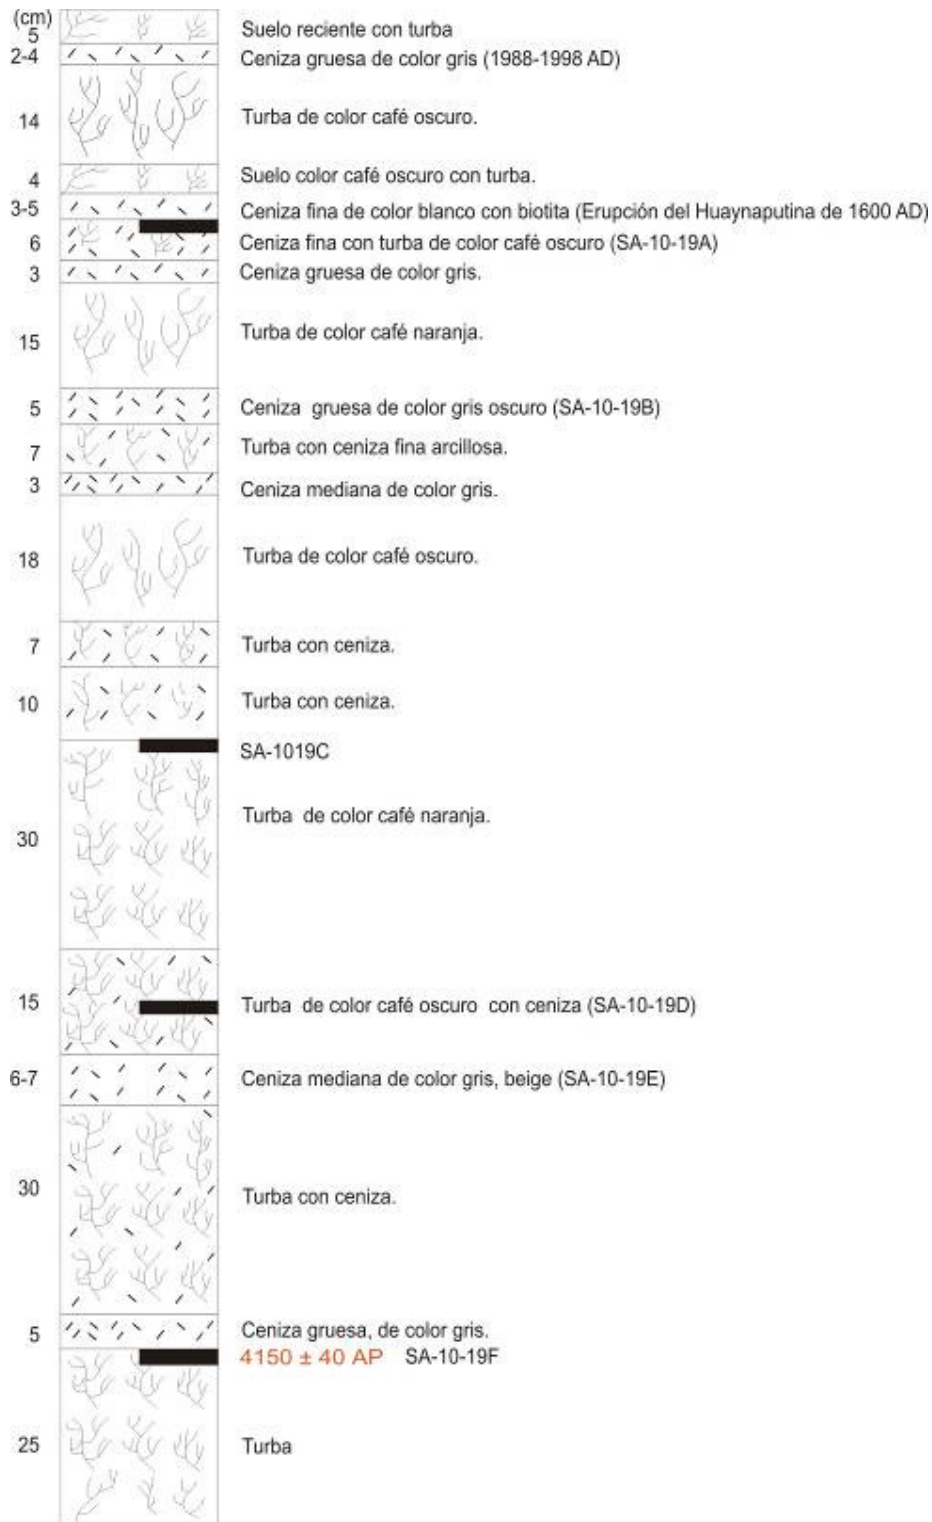 (cm)
5 Suelo reciente con turba
2-4 Ceniza gruesa de color gris (1988-1998 AD)
14 Turba de color café oscuro.
4 Suelo color café oscuro con turba.
3-5 Ceniza fina de color blanco con biotita (Erupción del Huaynaputina de 1600 AD)
6 Ceniza fina con turba de color café oscuro (SA-10-19A)
3 Ceniza gruesa de color gris.
15 Turba de color café naranja.
5 Ceniza gruesa de color gris oscuro (SA-10-19B)
7 Turba con ceniza fina arcillosa.
3 Ceniza mediana de color gris.
18 Turba de color café oscuro.
7 Turba con ceniza.
10 Turba con ceniza.
SA-1019C
30 Turba de color café naranja.
15 Turba de color café oscuro con ceniza (SA-10-19D)
6-7 Ceniza mediana de color gris, beige (SA-10-19E)
30 Turba con ceniza.
5 Ceniza gruesa, de color gris.
4150 ± 40 AP SA-10-19F
25 Turba